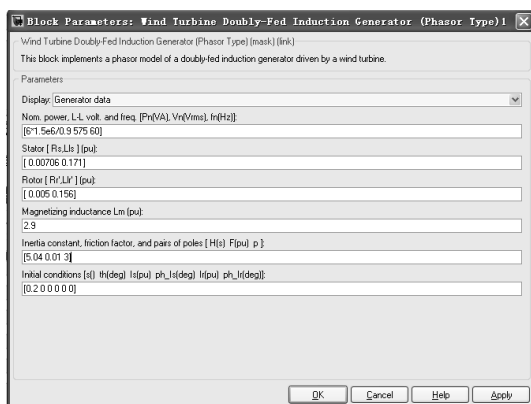 Block Parameters: Wind Turbine Doubly-Fed Induction Generator (Phasor Type)1
Wind Turbine Doubly-Fed Induction Generator (Phasor Type) (mask) (link)
This block implements a phasor model of a doubly-fed induction generator driven by a wind turbine.
Parameters
Display: Generator data
Nom. power, L-L volt. and freq. [Pn(VA), Vn(Vrms), fn(Hz)]:
[6*1.5e6/0.9 575 60]
Stator [ Rs,Lls ] (pu):
[ 0.00706 0.171]
Rotor [ Rr',Llr' ] (pu):
[ 0.005 0.156]
Magnetizing inductance Lm (pu):
2.9
Inertia constant, friction factor, and pairs of poles [ H(s) F(pu) p ]:
[5.04 0.01 3]
Initial conditions [s() th(deg) Is(pu) ph_Is(deg) Ir(pu) ph_Ir(deg)]:
[0.2 0 0 0 0 0]
OK Cancel Help Apply